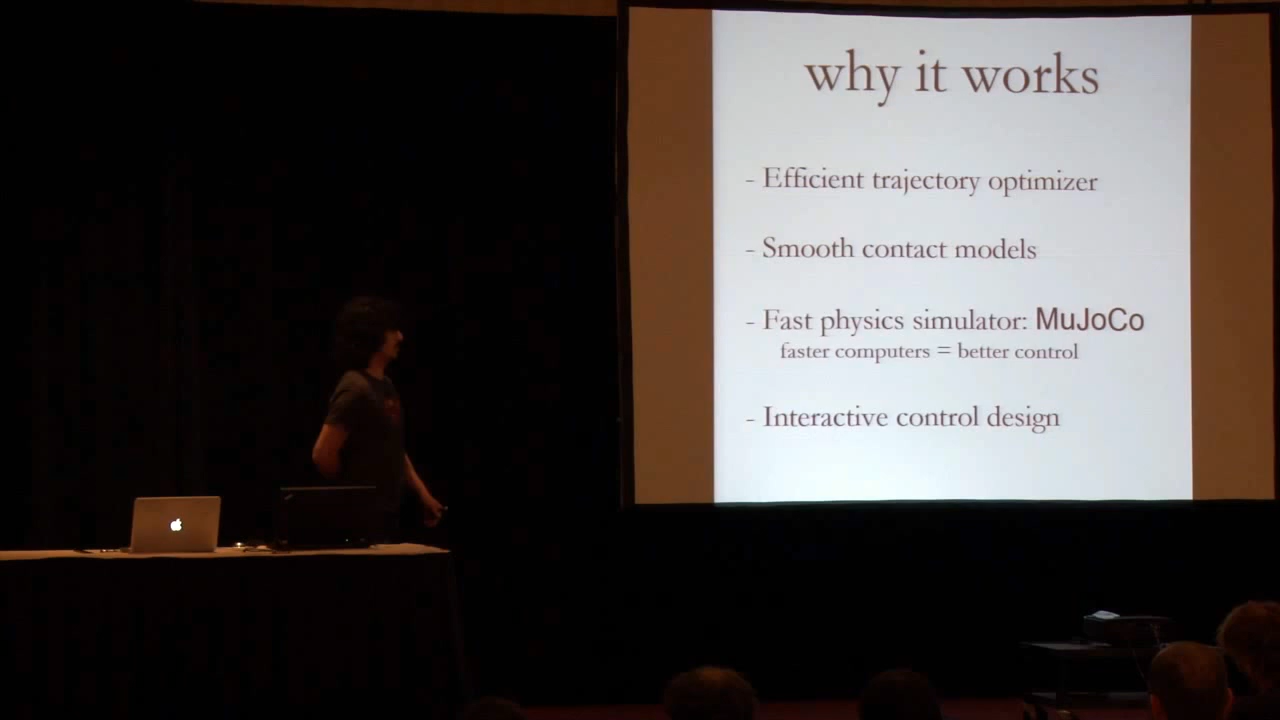 why it works
- Efficient trajectory optimizer
- Smooth contact models
- Fast physics simulator: MuJoCo
faster computers = better control
- Interactive control design